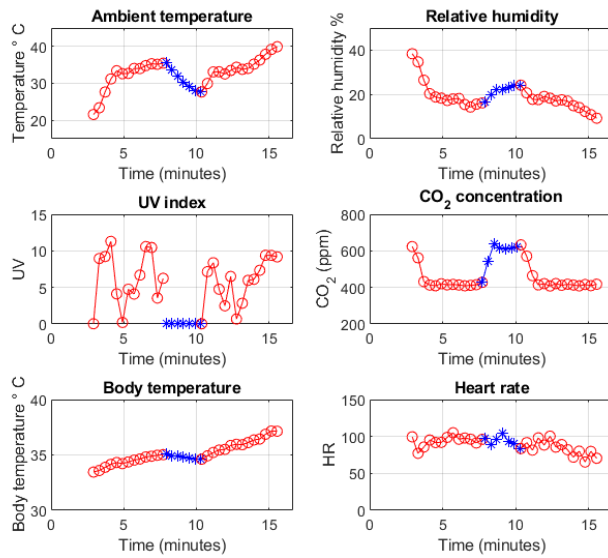 Ambient temperature
Temperature ° C
40
30
20
0
5
10
15
Time (minutes)
Relative humidity
Relative humidity %
40
20
0
0
5
10
15
Time (minutes)
UV index
UV
15
10
5
0
0
5
10
15
Time (minutes)
CO2 concentration
CO2 (ppm)
800
600
400
200
0
5
10
15
Time (minutes)
Body temperature
Body temperature ° C
40
35
30
0
5
10
15
Time (minutes)
Heart rate
HR
150
100
50
0
0
5
10
15
Time (minutes)